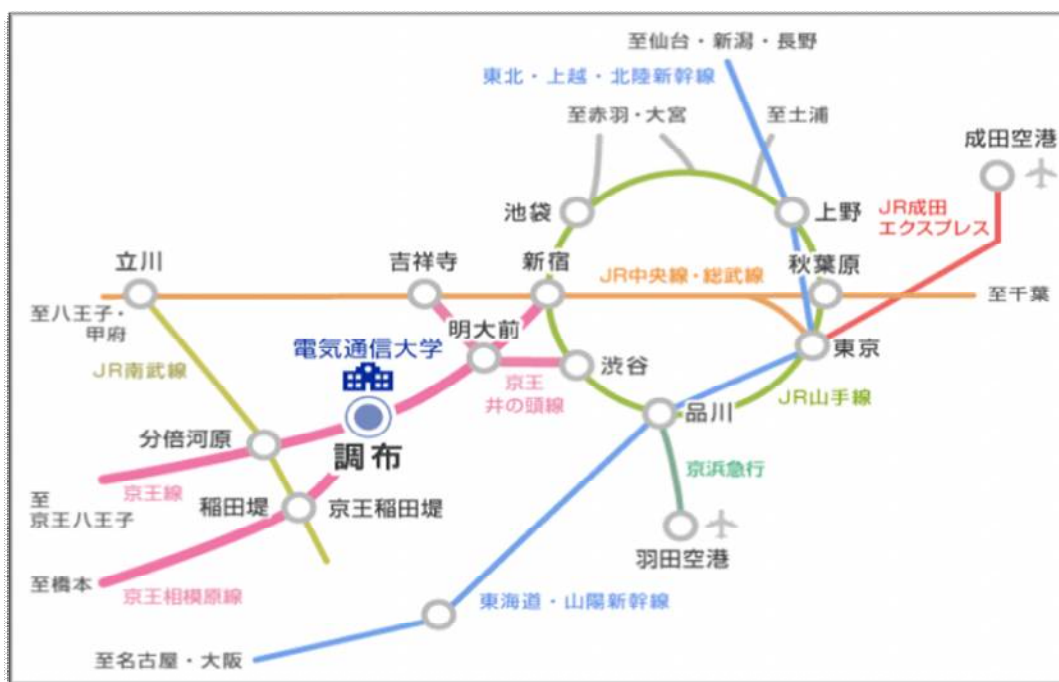 至仙台・新潟・長野
東北・上越・北陸新幹線
至赤羽・大宮
至土浦
成田空港
池袋
上野
JR成田
エクスプレス
立川
吉祥寺
新宿
JR中央線・総武線
秋葉原
至千葉
至八王子・
甲府
明大前
電気通信大学
東京
JR南武線
渋谷
京王
井の頭線
JR山手線
品川
分倍河原
調布
京浜急行
京王線
至
京王八王子
稲田堤
京王稲田堤
羽田空港
至橋本
京王相模原線
東海道・山陽新幹線
至名古屋・大阪